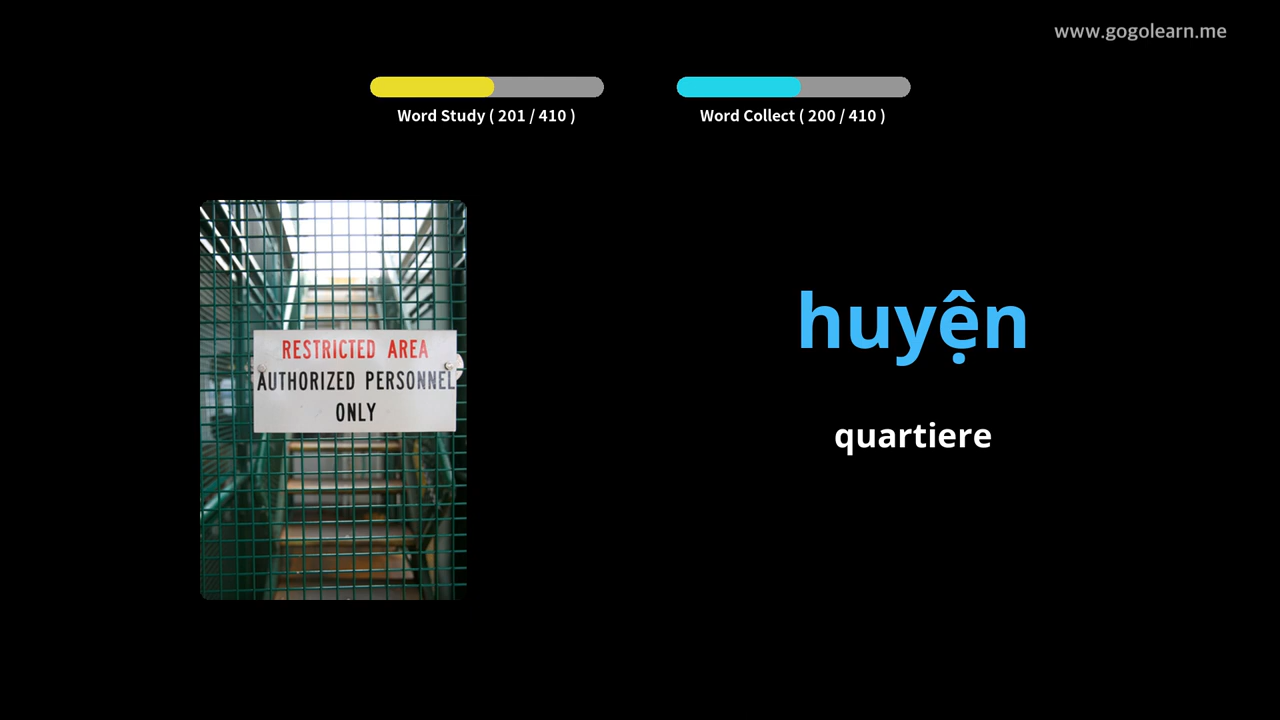 www.gogolearn.me
Word Study ( 201 / 410 )
Word Collect ( 200 / 410 )
RESTRICTED AREA
AUTHORIZED PERSONNEL
ONLY
huyện
quartiere